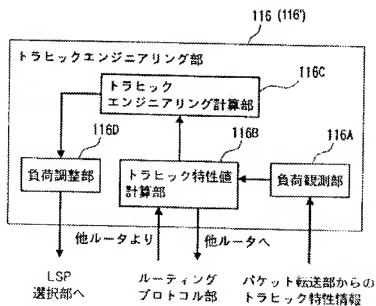 116 (116')
トラヒックエンジニアリング部
トラヒック
エンジニアリング計算部
116C
116D
116B
116A
負荷調整部
トラヒック特性値
計算部
負荷観測部
他ルータより
他ルータへ
LSP
選択部へ
ルーティング
プロトコル部
パケット転送部からの
トラヒック特性情報